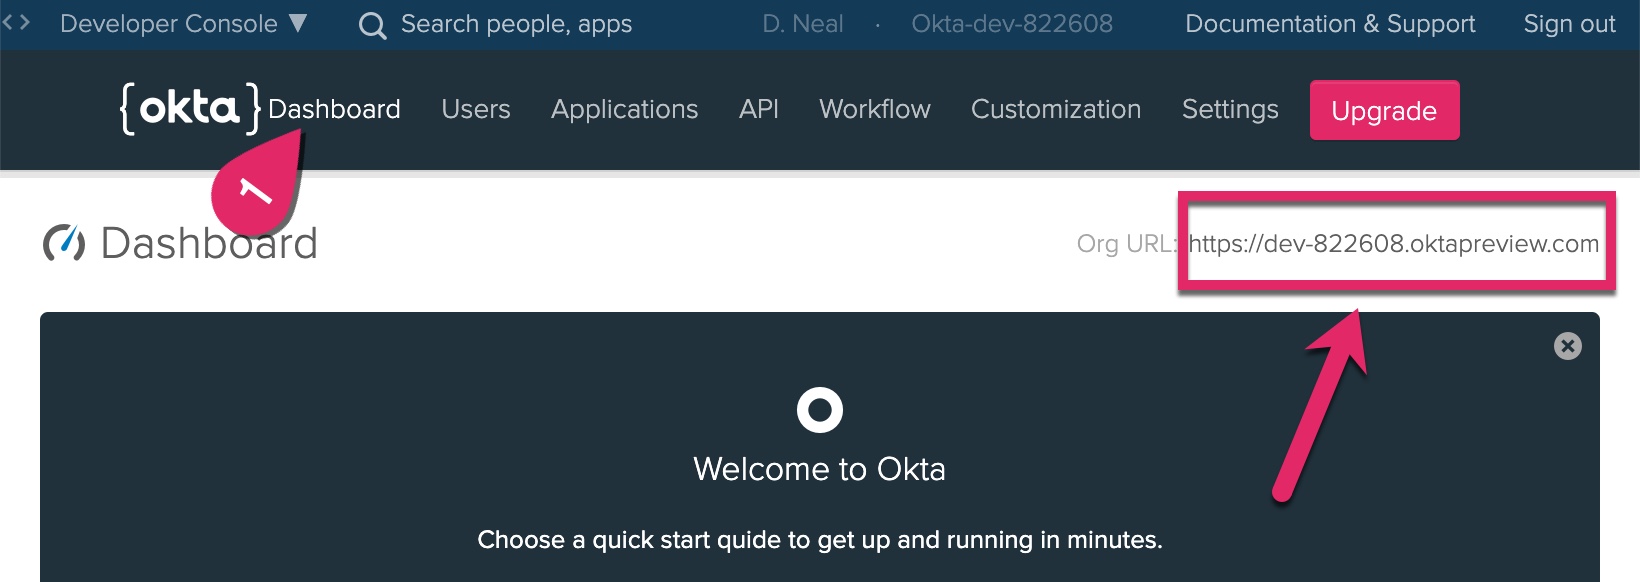 <> Developer Console ▼ Search people, apps D. Neal · Okta-dev-822608 Documentation & Support Sign out
{okta} Dashboard Users Applications API Workflow Customization Settings Upgrade
1
Dashboard Org URL: https://dev-822608.oktapreview.com
Welcome to Okta
Choose a quick start quide to get up and running in minutes.